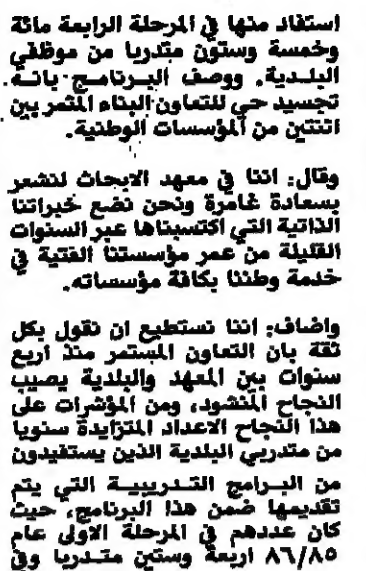 استفاد منها في المرحلة الرابعة مائة
وخمسة وستون متدربا من موظفي
البلدية. ووصف البرنامج بانه
تجسيد حي للتعاون البناء المثمر بين
اثنتين من المؤسسات الوطنية.
وقال: اننا في معهد الابحاث لنشعر
بسعادة غامرة ونحن نضع خبراتنا
الذاتية التي اكتسبناها عبر السنوات
القليلة من عمر مؤسستنا الفتية في
خدمة وطننا بكافة مؤسساته.
واضاف: اننا نستطيع ان نقول بكل
ثقة بان التعاون المستمر منذ اربع
سنوات بين المعهد والبلدية يصيب
النجاح المنشود، ومن المؤشرات على
هذا النجاح الاعداد المتزايدة سنويا
من متدربي البلدية الذين يستفيدون
من البرامج التدريبية التي يتم
تقديمها ضمن هذا البرنامج، حيث
كان عددهم في المرحلة الاولى عام
٨٦/٨٥ اربعة وستين متدربا وفي